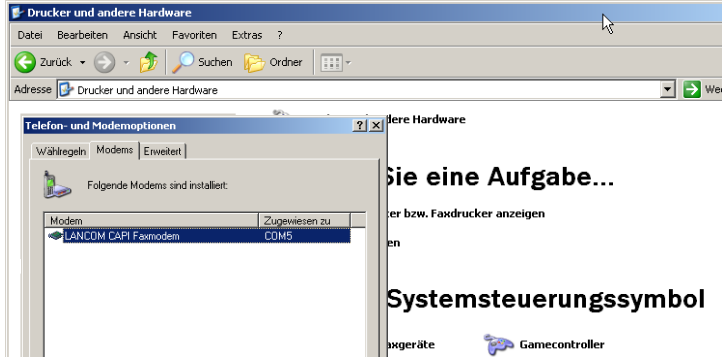 Drucker und andere Hardware
Datei Bearbeiten Ansicht Favoriten Extras ?
Zurück Suchen Ordner
Adresse Drucker und andere Hardware
dere Hardware
Telefon- und Modemoptionen
Wählregeln Modems Erweitert
Folgende Modems sind installiert:
Modem Zugewiesen zu
LANCOM CAPI Faxmodem COM5
Sie eine Aufgabe...
er bzw. Faxdrucker anzeigen
en
Systemsteuerungssymbol
axgeräte Gamecontroller